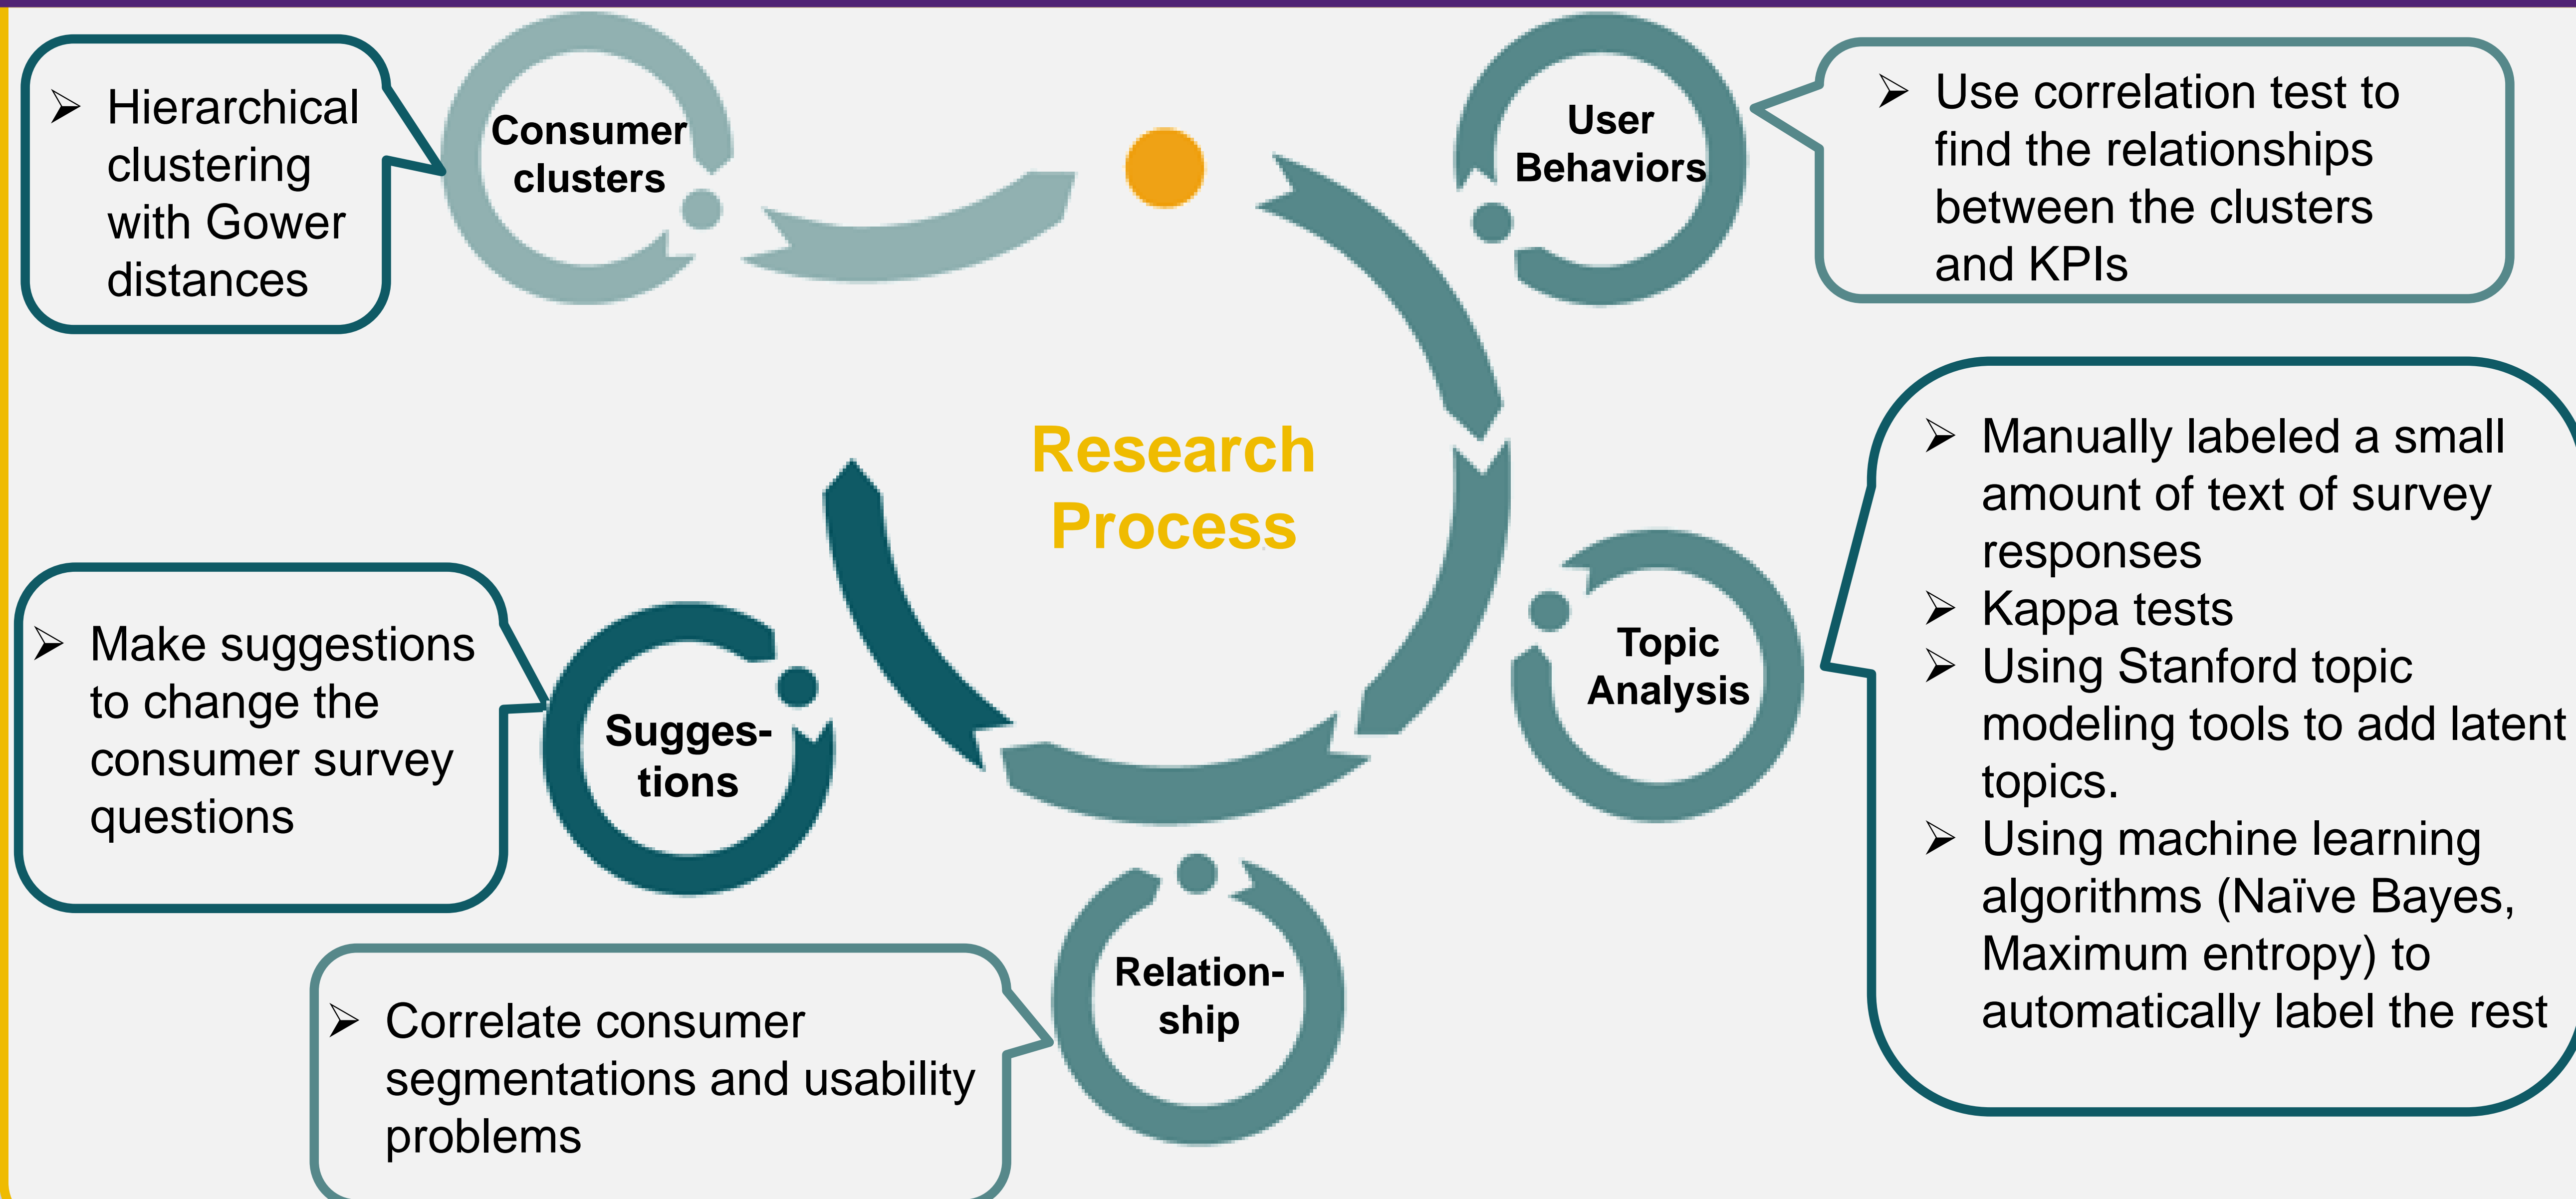 ➢ Hierarchical
clustering
with Gower
distances
Consumer
clusters
User
Behaviors
➢ Use correlation test to
find the relationships
between the clusters
and KPIs
Research
Process
➢ Manually labeled a small
amount of text of survey
responses
➢ Kappa tests
➢ Using Stanford topic
modeling tools to add latent
topics.
➢ Using machine learning
algorithms (Naïve Bayes,
Maximum entropy) to
automatically label the rest
Topic
Analysis
➢ Make suggestions
to change the
consumer survey
questions
Sugges-
tions
Relation-
ship
➢ Correlate consumer
segmentations and usability
problems